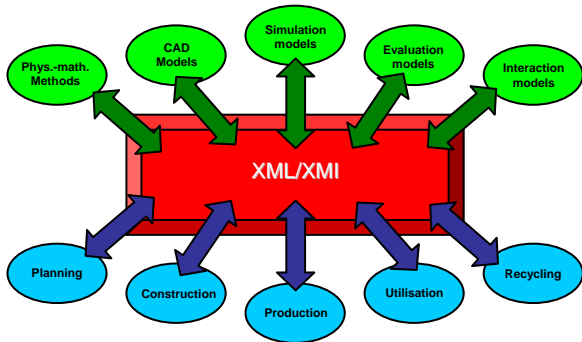 Phys.-math.
Methods
CAD
Models
Simulation
models
Evaluation
models
Interaction
models
XML/XMI
Planning
Construction
Production
Utilisation
Recycling